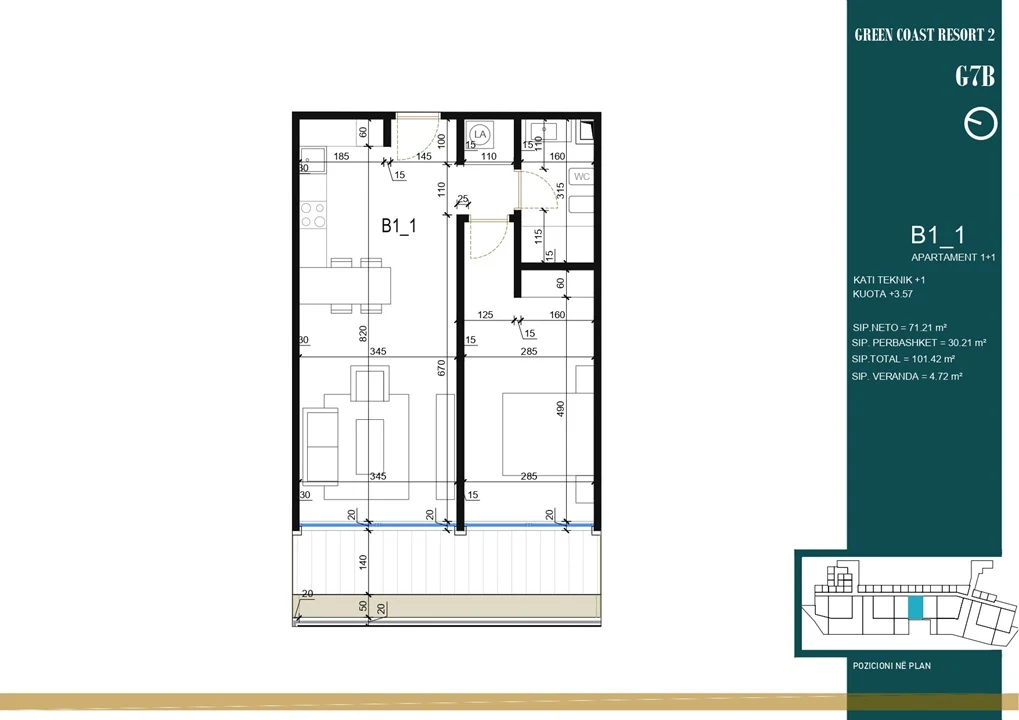 GREEN COAST RESORT 2
G7B
B1_1
APARTAMENT 1+1
KATI TEKNIK +1
KUOTA +3.57
SIP.NETO = 71.21 m²
SIP. PERBASHKET = 30.21 m²
SIP.TOTAL = 101.42 m²
SIP. VERANDA = 4.72 m²
POZICIONI NË PLAN
60
100
LA
15
110
15
185
145
110
160
30
15
WC
110
315
25
B1_1
115
15
60
125
160
820
15
30
15
345
285
670
490
345
285
30
15
20
20
20
140
20
50
20